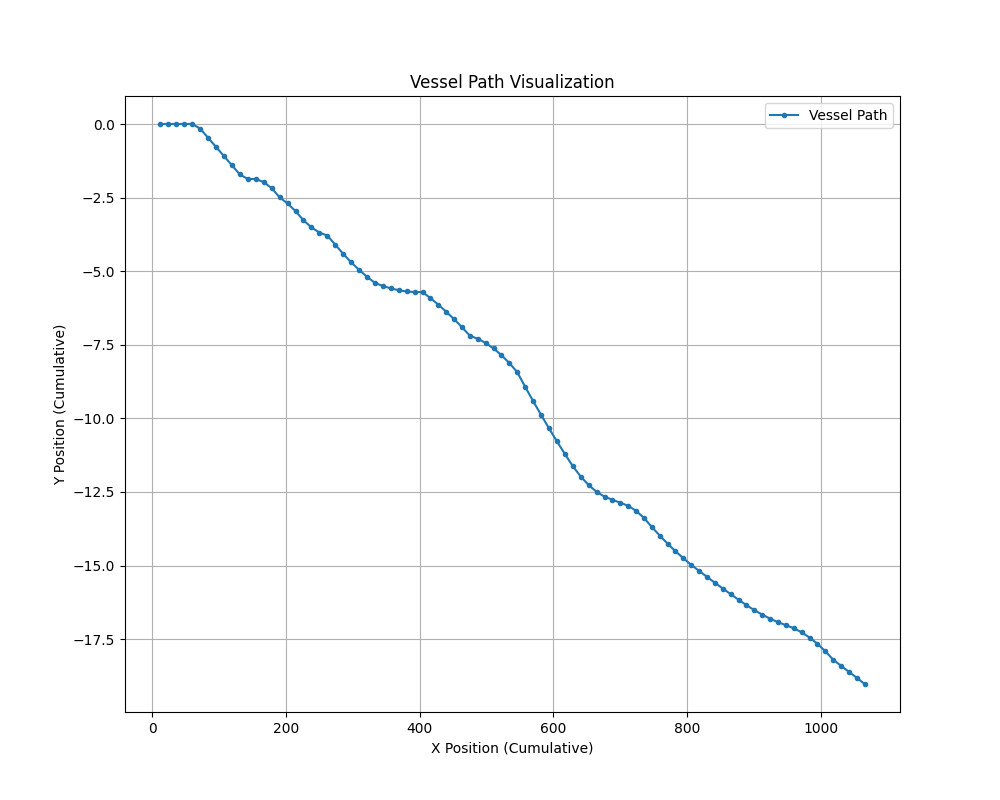 Vessel Path Visualization
Vessel Path
0.0
−2.5
−5.0
−7.5
−10.0
−12.5
−15.0
−17.5
Y Position (Cumulative)
0 200 400 600 800 1000
X Position (Cumulative)